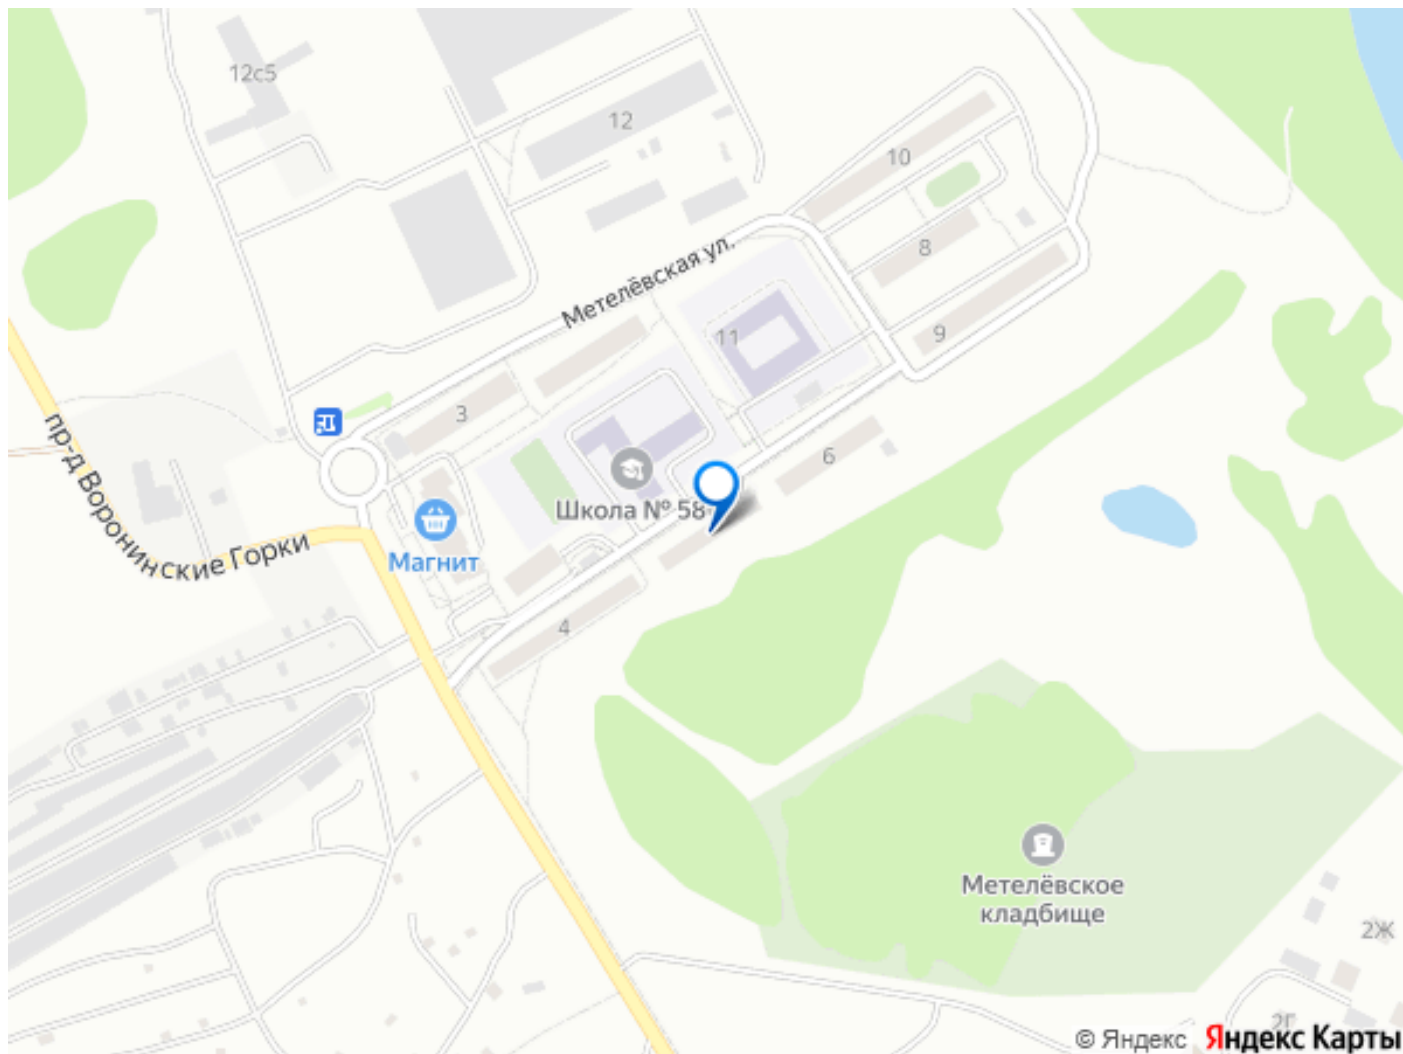 12с5
12
10
8
9
Метелёвская ул.
11
3
6
Школа № 58
Магнит
пр-д Воронинские Горки
4
Метелёвское
кладбище
2Ж
2Г
© Яндекс Яндекс Карты